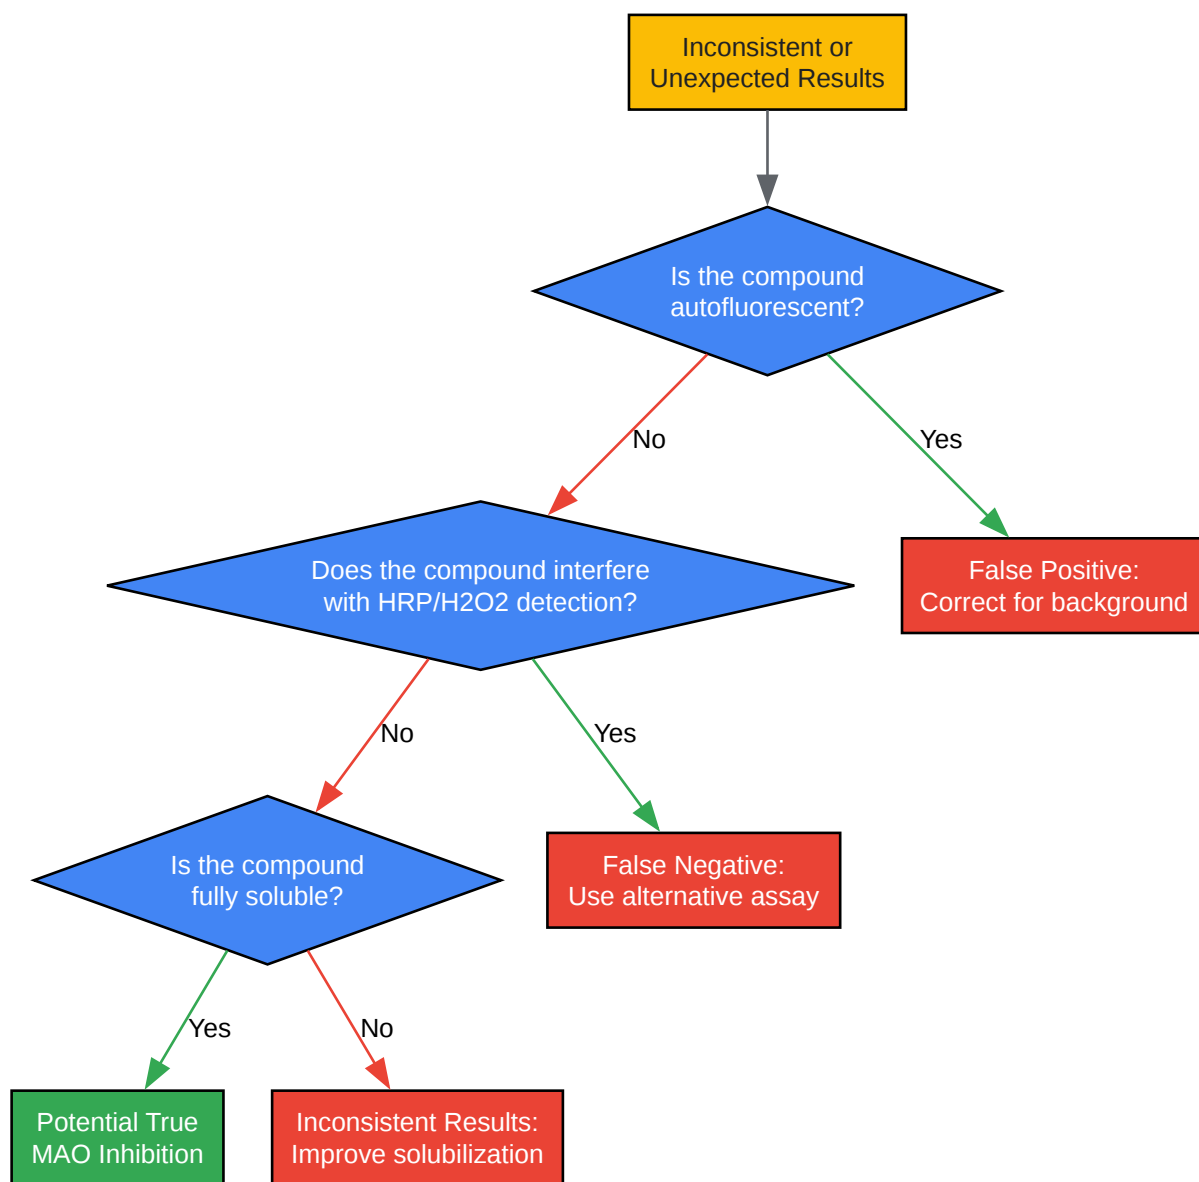 Inconsistent or
Unexpected Results
Is the compound
autofluorescent?
No
Yes
Does the compound interfere
with HRP/H2O2 detection?
False Positive:
Correct for background
No
Yes
Is the compound
fully soluble?
False Negative:
Use alternative assay
Yes
No
Potential True
MAO Inhibition
Inconsistent Results:
Improve solubilization